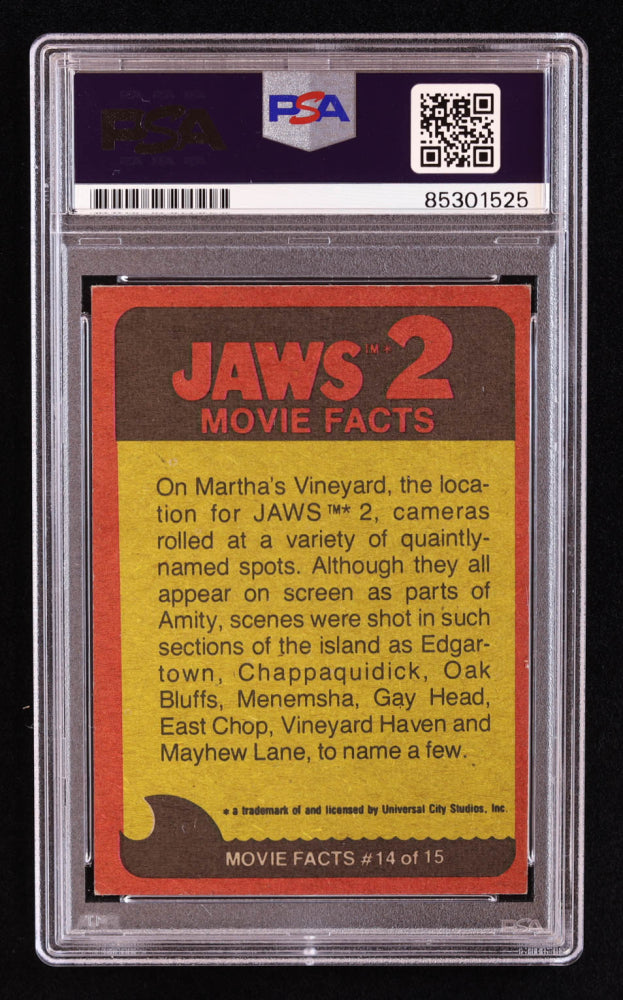 PSA
PSA
85301525
JAWS™* 2
MOVIE FACTS
On Martha's Vineyard, the loca-
tion for JAWS™* 2, cameras
rolled at a variety of quaintly-
named spots. Although they all
appear on screen as parts of
Amity, scenes were shot in such
sections of the island as Edgar-
town, Chappaquidick, Oak
Bluffs, Menemsha, Gay Head,
East Chop, Vineyard Haven and
Mayhew Lane, to name a few.
* a trademark of and licensed by Universal City Studios, Inc.
MOVIE FACTS #14 of 15
PSA